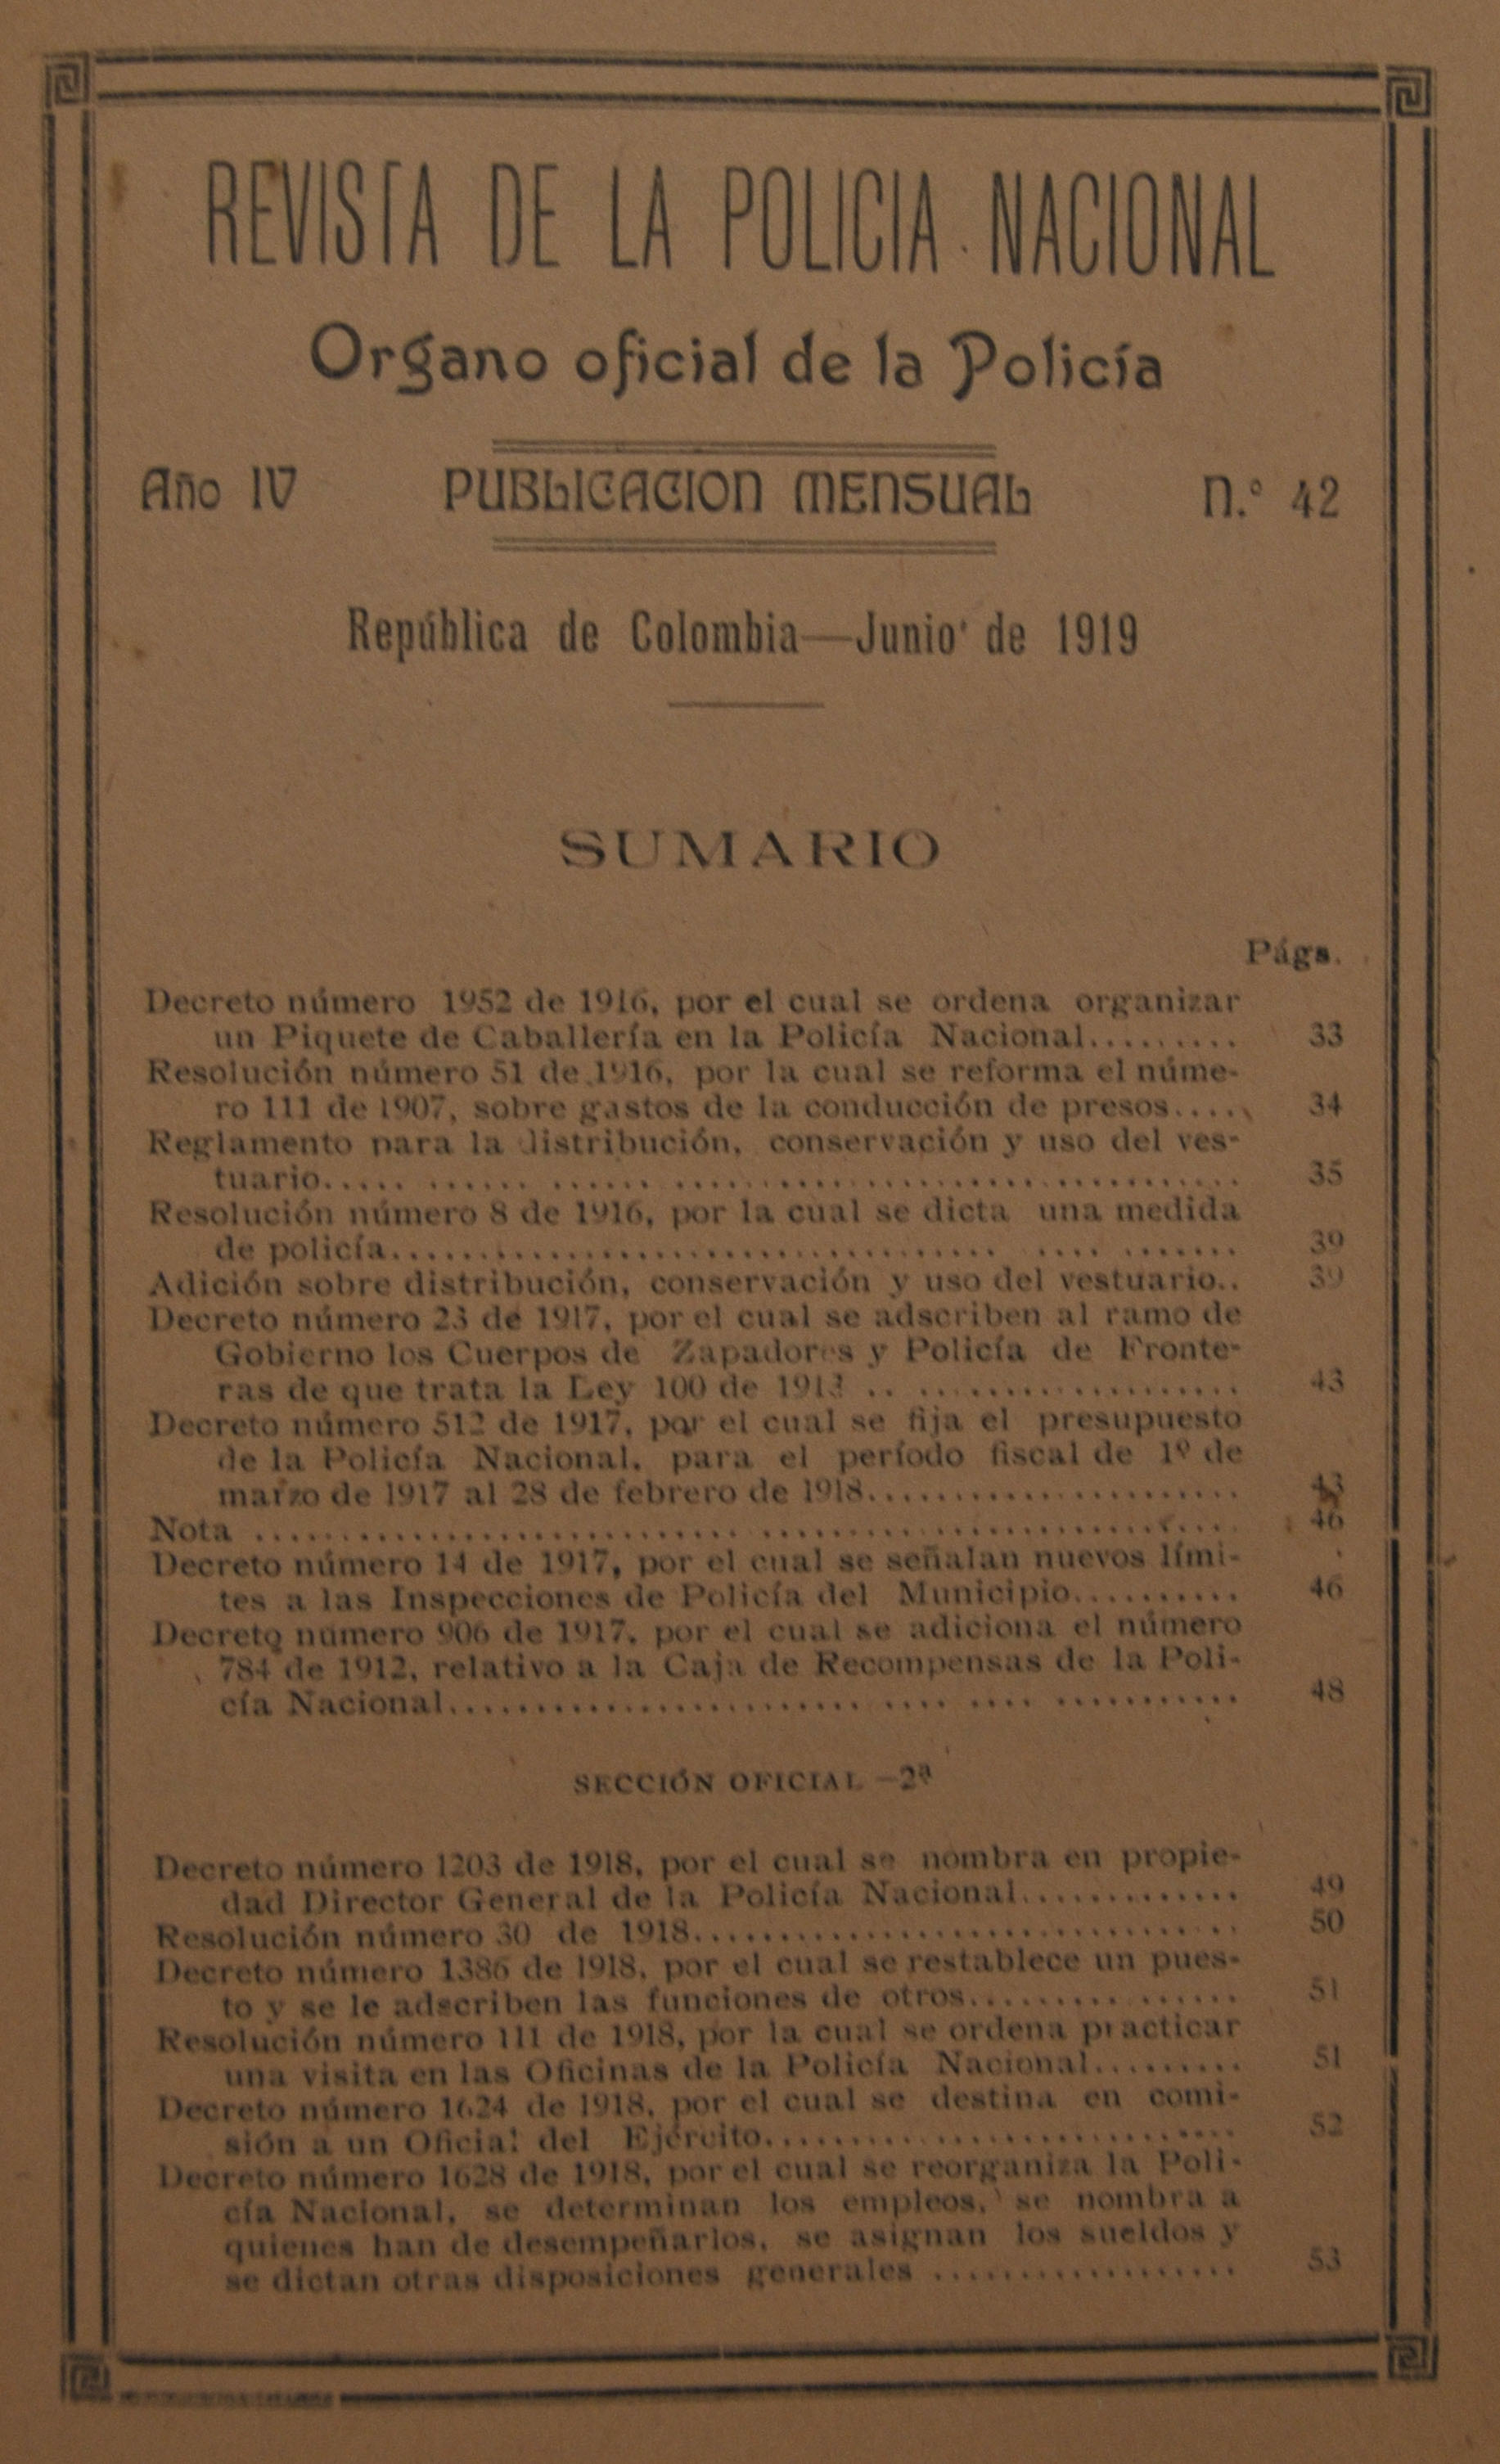 REVISTA DE LA POLICIA NACIONAL
Organo oficial de la Policía
Año IV PUBLICACION MENSUAL N.º 42
República de Colombia—Junio de 1919
SUMARIO
Págs.
Decreto número 1952 de 1916, por el cual se ordena organizar
un Piquete de Caballería en la Policía Nacional......... 33
Resolución número 51 de 1916, por la cual se reforma el núme-
ro 111 de 1907, sobre gastos de la conducción de presos..... 34
Reglamento para la distribución, conservación y uso del ves-
tuario..... ...... ...... ............................ 35
Resolución número 8 de 1916, por la cual se dicta una medida
de policía................................... .... ....... 39
Adición sobre distribución, conservación y uso del vestuario.. 39
Decreto número 23 de 1917, por el cual se adscriben al ramo de
Gobierno los Cuerpos de Zapadores y Policía de Fronte-
ras de que trata la Ley 100 de 1913 .. ................... 43
Decreto número 512 de 1917, por el cual se fija el presupuesto
de la Policía Nacional, para el período fiscal de 1º de
marzo de 1917 al 28 de febrero de 1918...................... 43
Nota ............................. ........................... 46
Decreto número 14 de 1917, por el cual se señalan nuevos lími-
tes a las Inspecciones de Policía del Municipio.......... 46
Decreto número 906 de 1917, por el cual se adiciona el número
784 de 1912, relativo a la Caja de Recompensas de la Poli-
cía Nacional......................... .... .... ........... 48
SECCIÓN OFICIAL —2ª
Decreto número 1203 de 1918, por el cual se nombra en propie-
dad Director General de la Policía Nacional............. 49
Resolución número 30 de 1918................................ 50
Decreto número 1386 de 1918, por el cual se restablece un pues-
to y se le adscriben las funciones de otros................ 51
Resolución número 111 de 1918, por la cual se ordena practicar
una visita en las Oficinas de la Policía Nacional......... 51
Decreto número 1624 de 1918, por el cual se destina en comi-
sión a un Oficial del Ejército............................ 52
Decreto número 1628 de 1918, por el cual se reorganiza la Poli-
cía Nacional, se determinan los empleos, se nombra a
quienes han de desempeñarlos, se asignan los sueldos y
se dictan otras disposiciones generales .................. 53